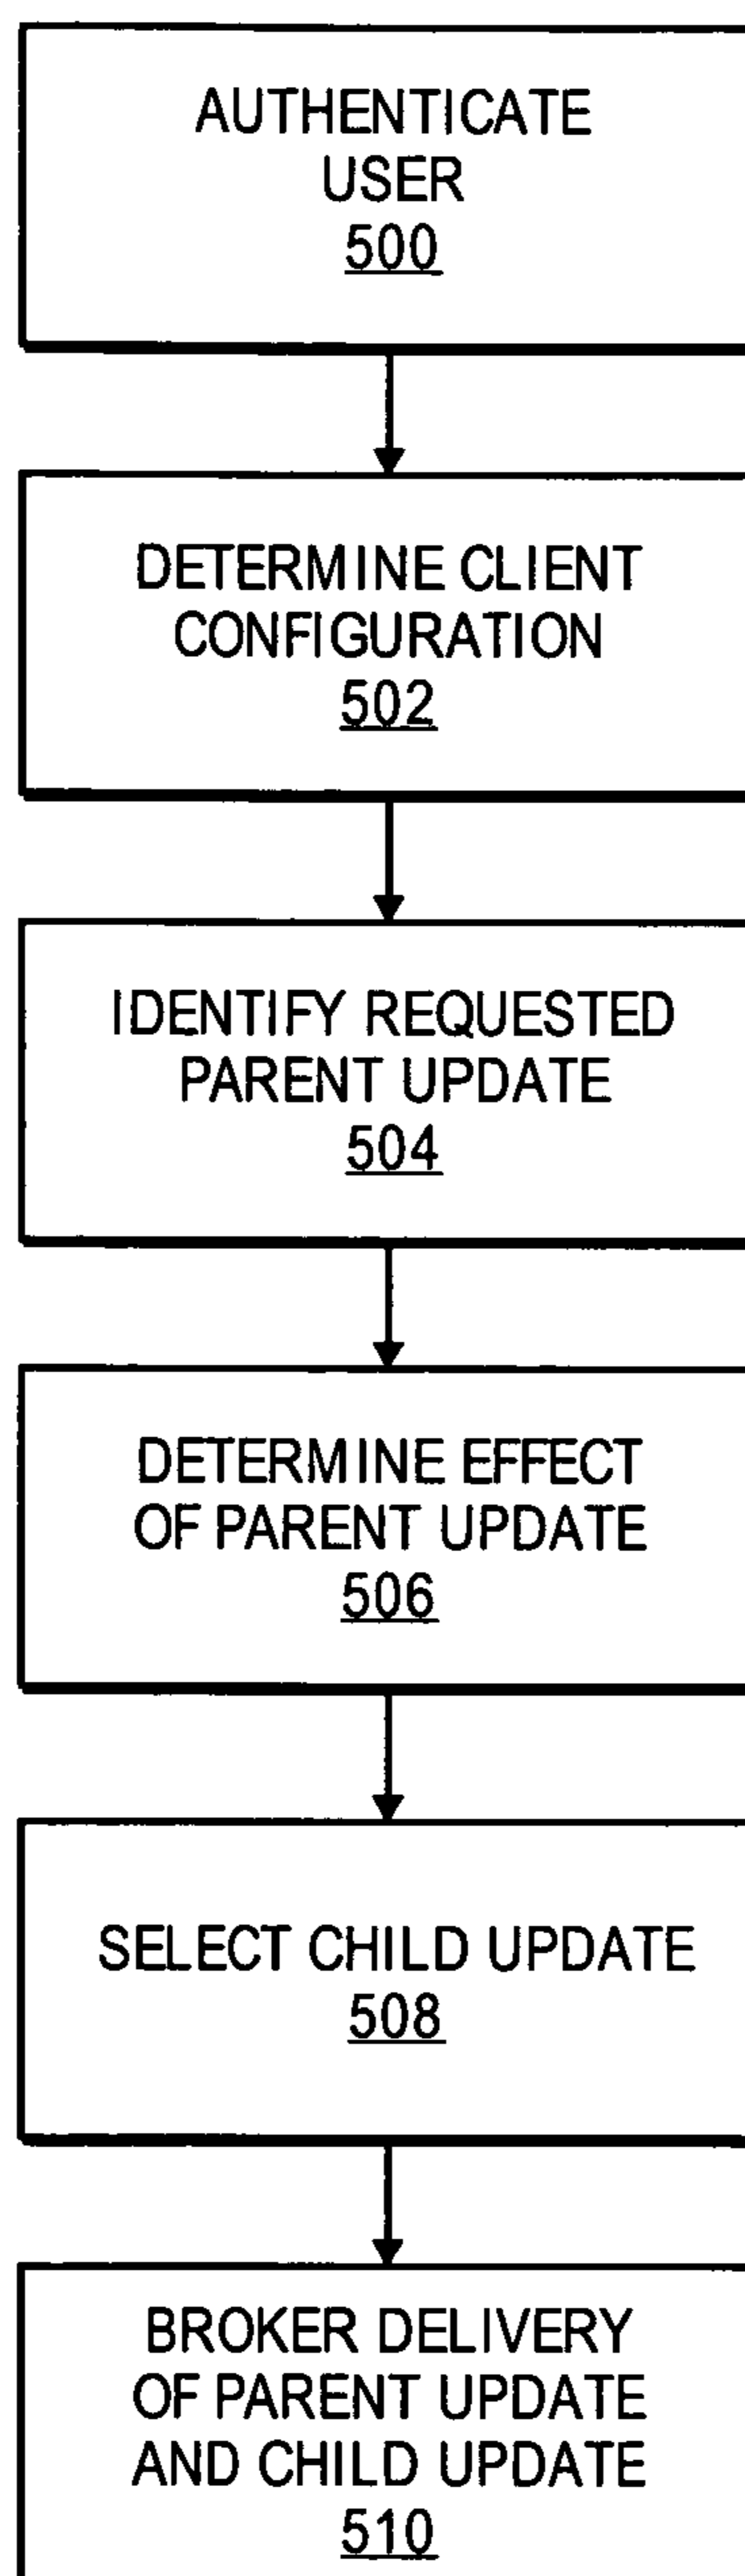 AUTHENTICATE
USER
500
DETERMINE CLIENT
CONFIGURATION
502
IDENTIFY REQUESTED
PARENT UPDATE
504
DETERMINE EFFECT
OF PARENT UPDATE
506
SELECT CHILD UPDATE
508
BROKER DELIVERY
OF PARENT UPDATE
AND CHILD UPDATE
510